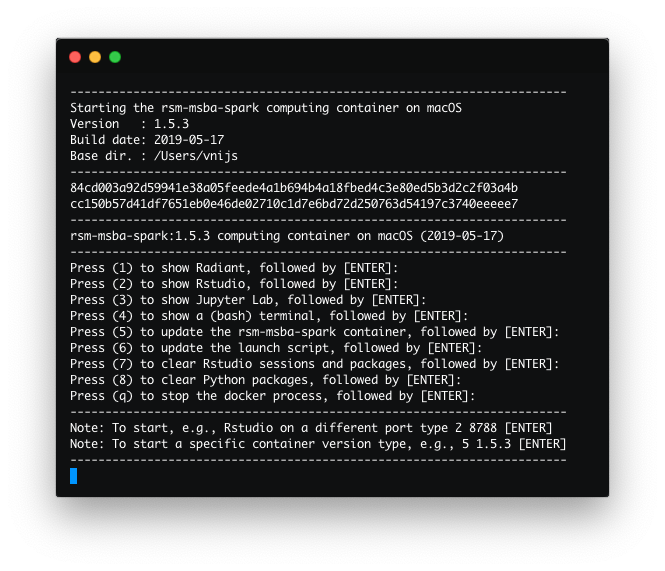 -----------------------------------------------------------------------
Starting the rsm-msba-spark computing container on macOS
Version   : 1.5.3
Build date: 2019-05-17
Base dir. : /Users/vnijs
-----------------------------------------------------------------------
84cd003a92d59941e38a05feede4a1b694b4a18fbed4c3e80ed5b3d2c2f03a4b
cc150b57d41df7651eb0e46de02710c1d7e6bd72d250763d54197c3740eeeee7
-----------------------------------------------------------------------
rsm-msba-spark:1.5.3 computing container on macOS (2019-05-17)
-----------------------------------------------------------------------
Press (1) to show Radiant, followed by [ENTER]:
Press (2) to show Rstudio, followed by [ENTER]:
Press (3) to show Jupyter Lab, followed by [ENTER]:
Press (4) to show a (bash) terminal, followed by [ENTER]:
Press (5) to update the rsm-msba-spark container, followed by [ENTER]:
Press (6) to update the launch script, followed by [ENTER]:
Press (7) to clear Rstudio sessions and packages, followed by [ENTER]:
Press (8) to clear Python packages, followed by [ENTER]:
Press (q) to stop the docker process, followed by [ENTER]:
-----------------------------------------------------------------------
Note: To start, e.g., Rstudio on a different port type 2 8788 [ENTER]
Note: To start a specific container version type, e.g., 5 1.5.3 [ENTER]
-----------------------------------------------------------------------